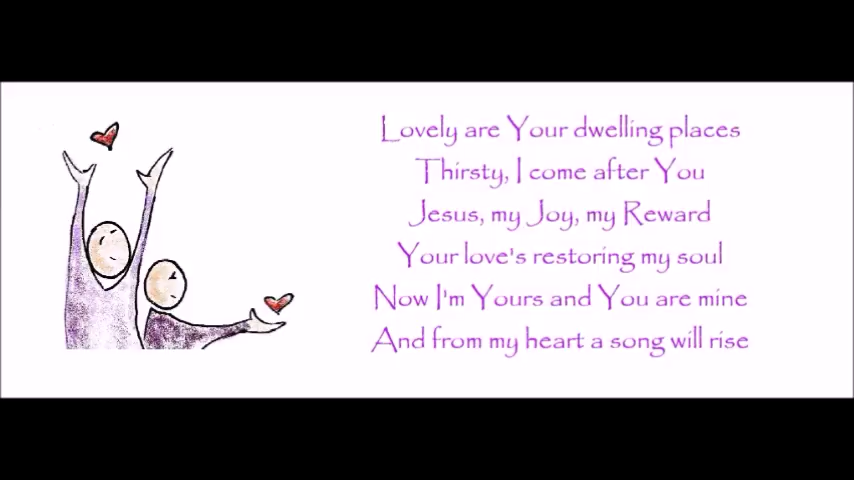 Lovely are Your dwelling places
Thirsty, I come after You
Jesus, my Joy, my Reward
Your love's restoring my soul
Now I'm Yours and You are mine
And from my heart a song will rise